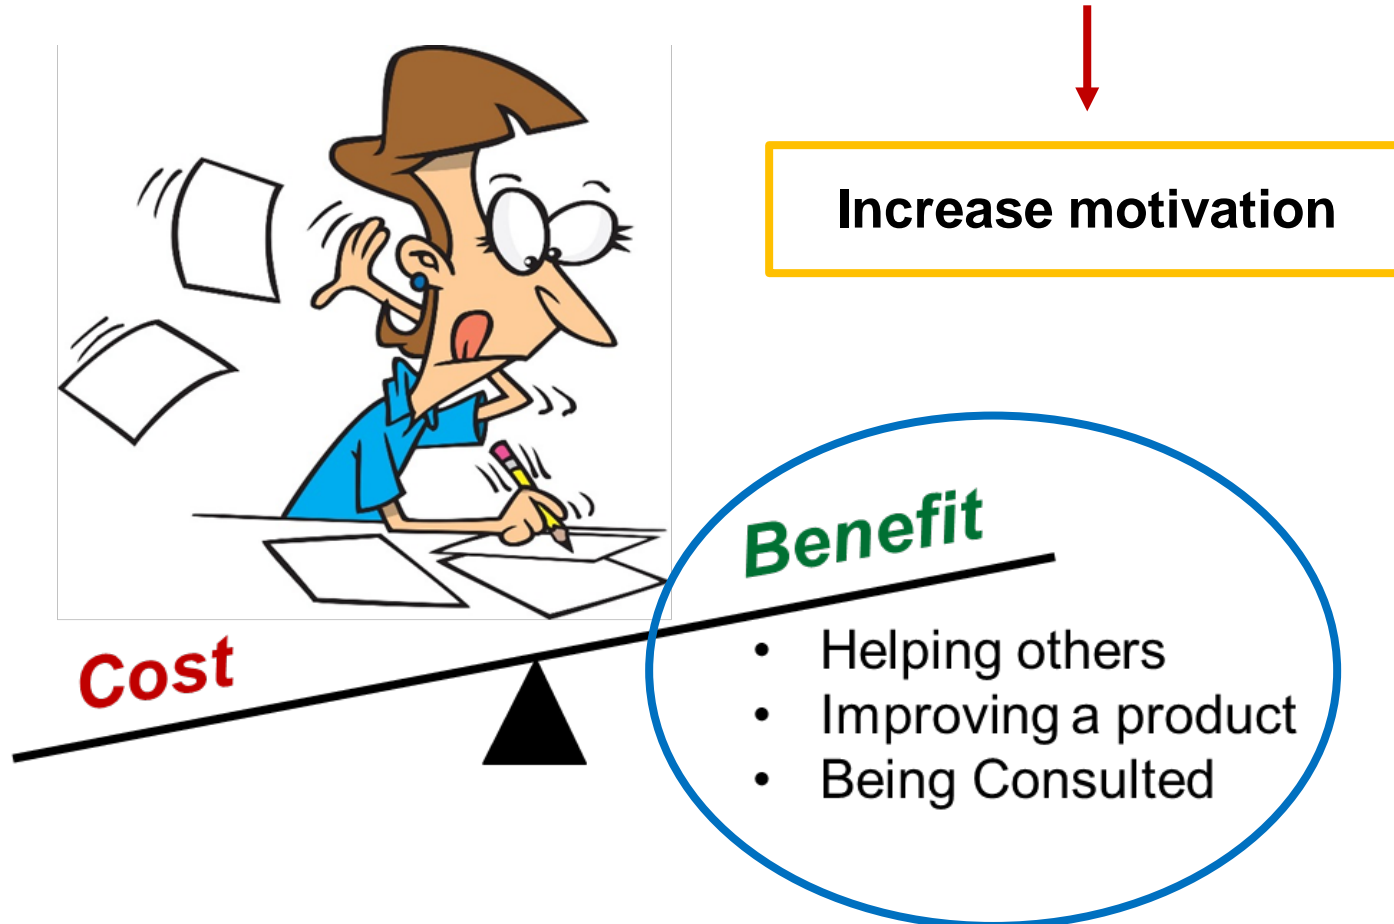 Increase motivation
Benefit
Cost
• Helping others
• Improving a product
• Being Consulted